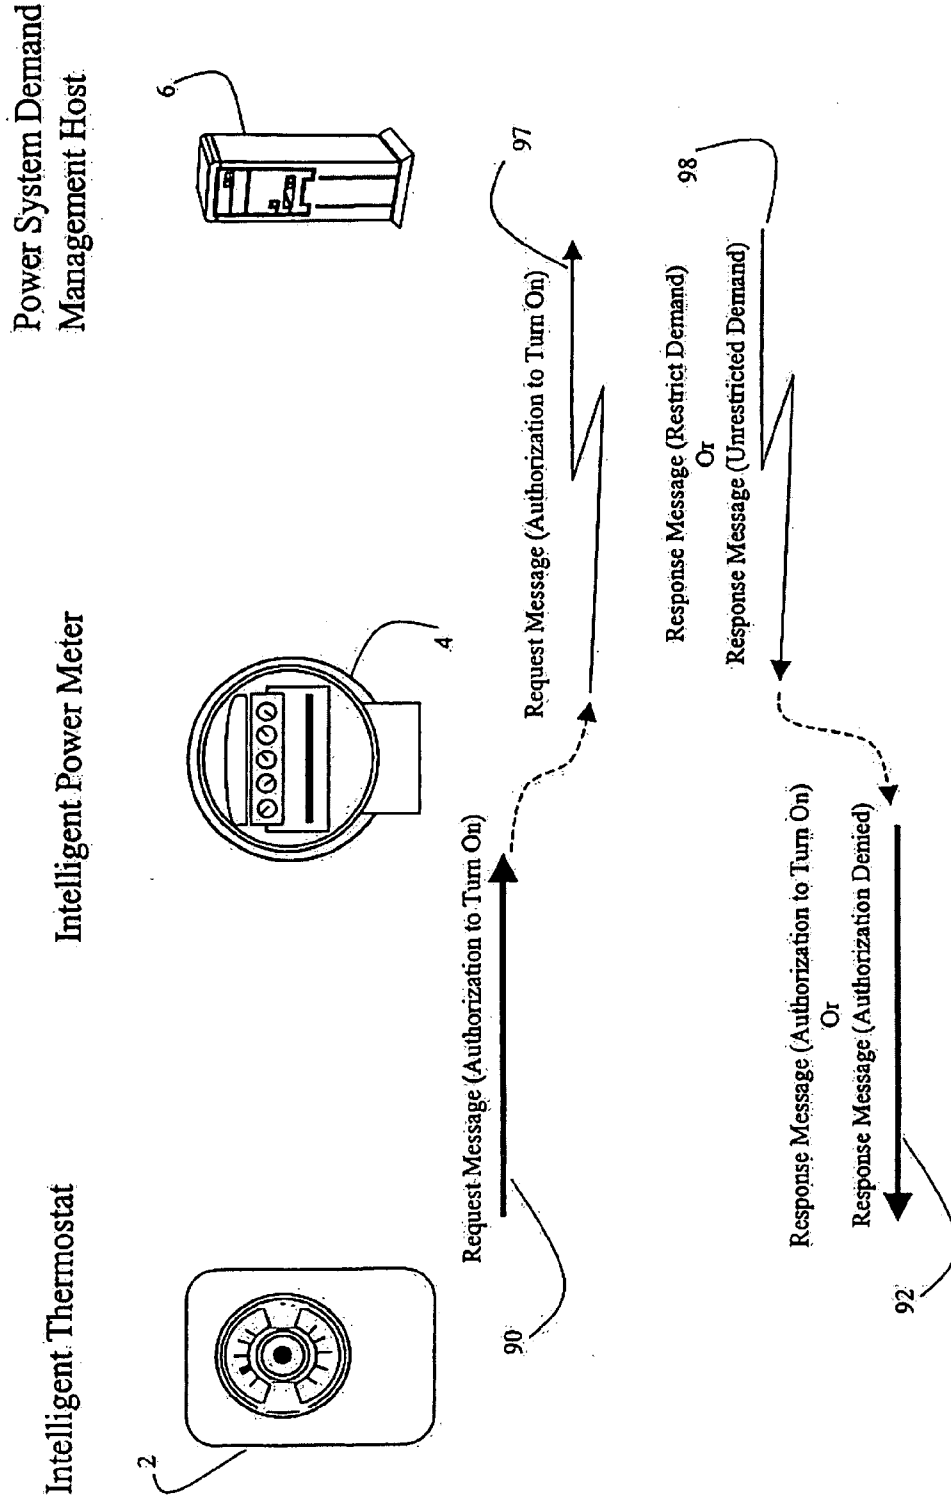 Intelligent Thermostat
Intelligent Power Meter
Power System Demand
Management Host
2
4
6
Request Message (Authorization to Turn On)
90
Request Message (Authorization to Turn On)
97
Response Message (Restrict Demand)
Or
Response Message (Unrestricted Demand)
98
Response Message (Authorization to Turn On)
Or
Response Message (Authorization Denied)
92